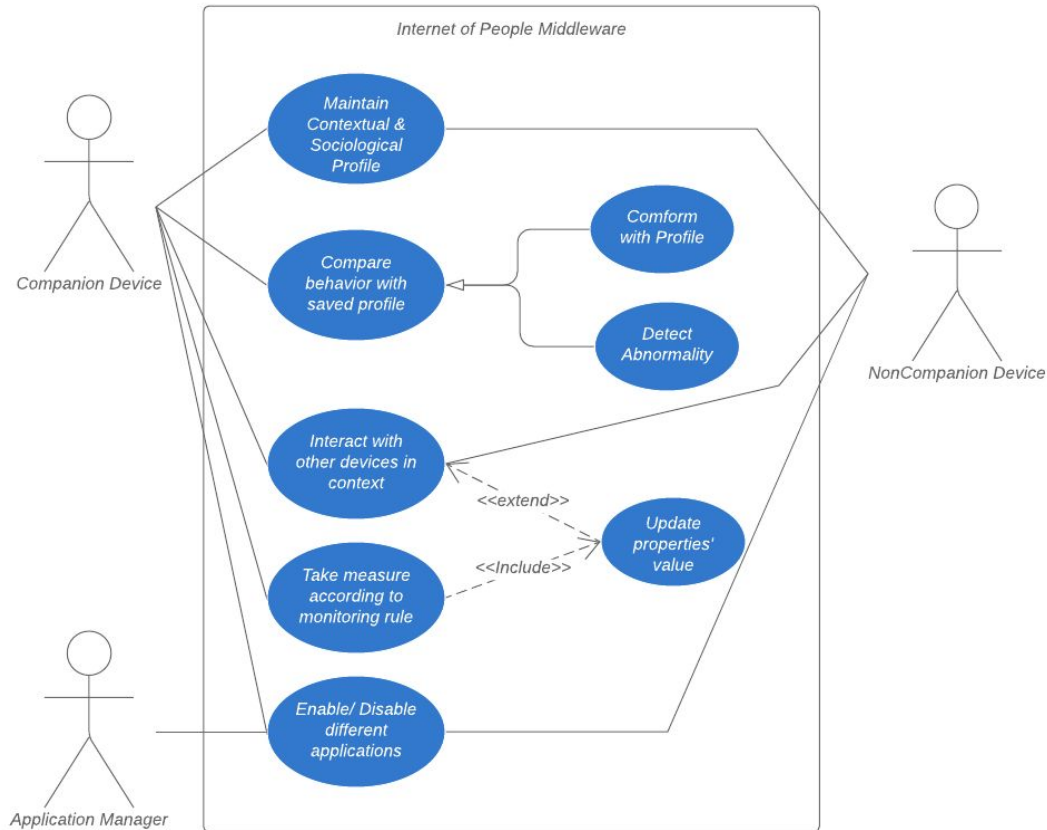 Internet of People Middleware
Maintain
Contextual &
Sociological
Profile
Companion Device
Compare
behavior with
saved profile
Comform
with Profile
Detect
Abnormality
NonCompanion Device
Interact with
other devices in
context
<<extend>>
Update
properties'
value
<<Include>>
Take measure
according to
monitoring rule
Enable/ Disable
different
applications
Application Manager